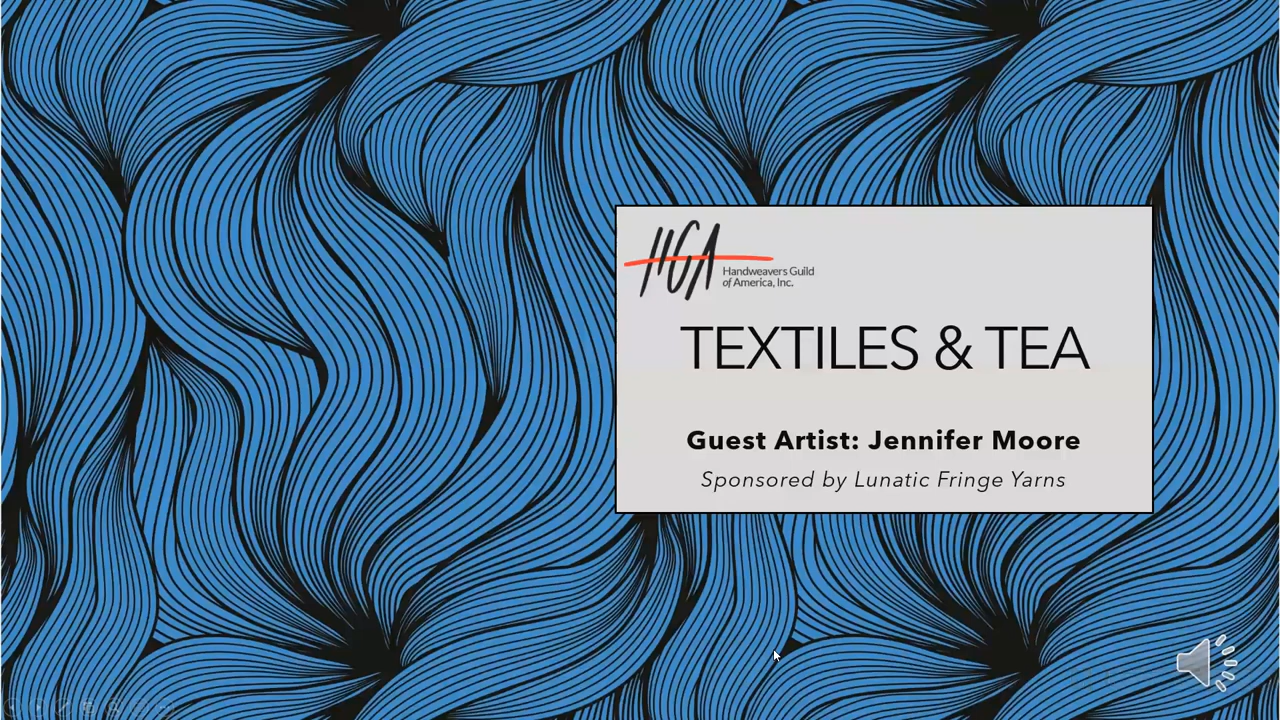 HGA
Handweavers Guild
of America, Inc.
TEXTILES & TEA
Guest Artist: Jennifer Moore
Sponsored by Lunatic Fringe Yarns